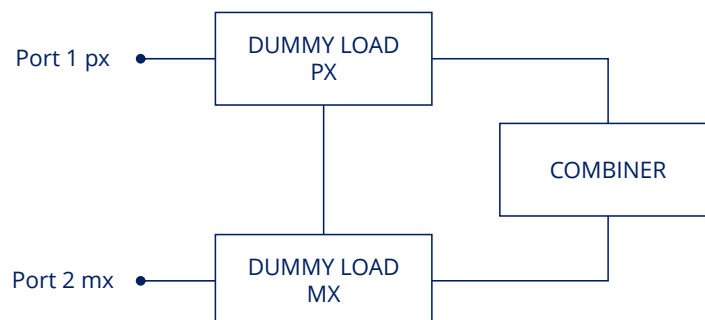 DUMMY LOAD
PX
Port 1 px
COMBINER
DUMMY LOAD
MX
Port 2 mx